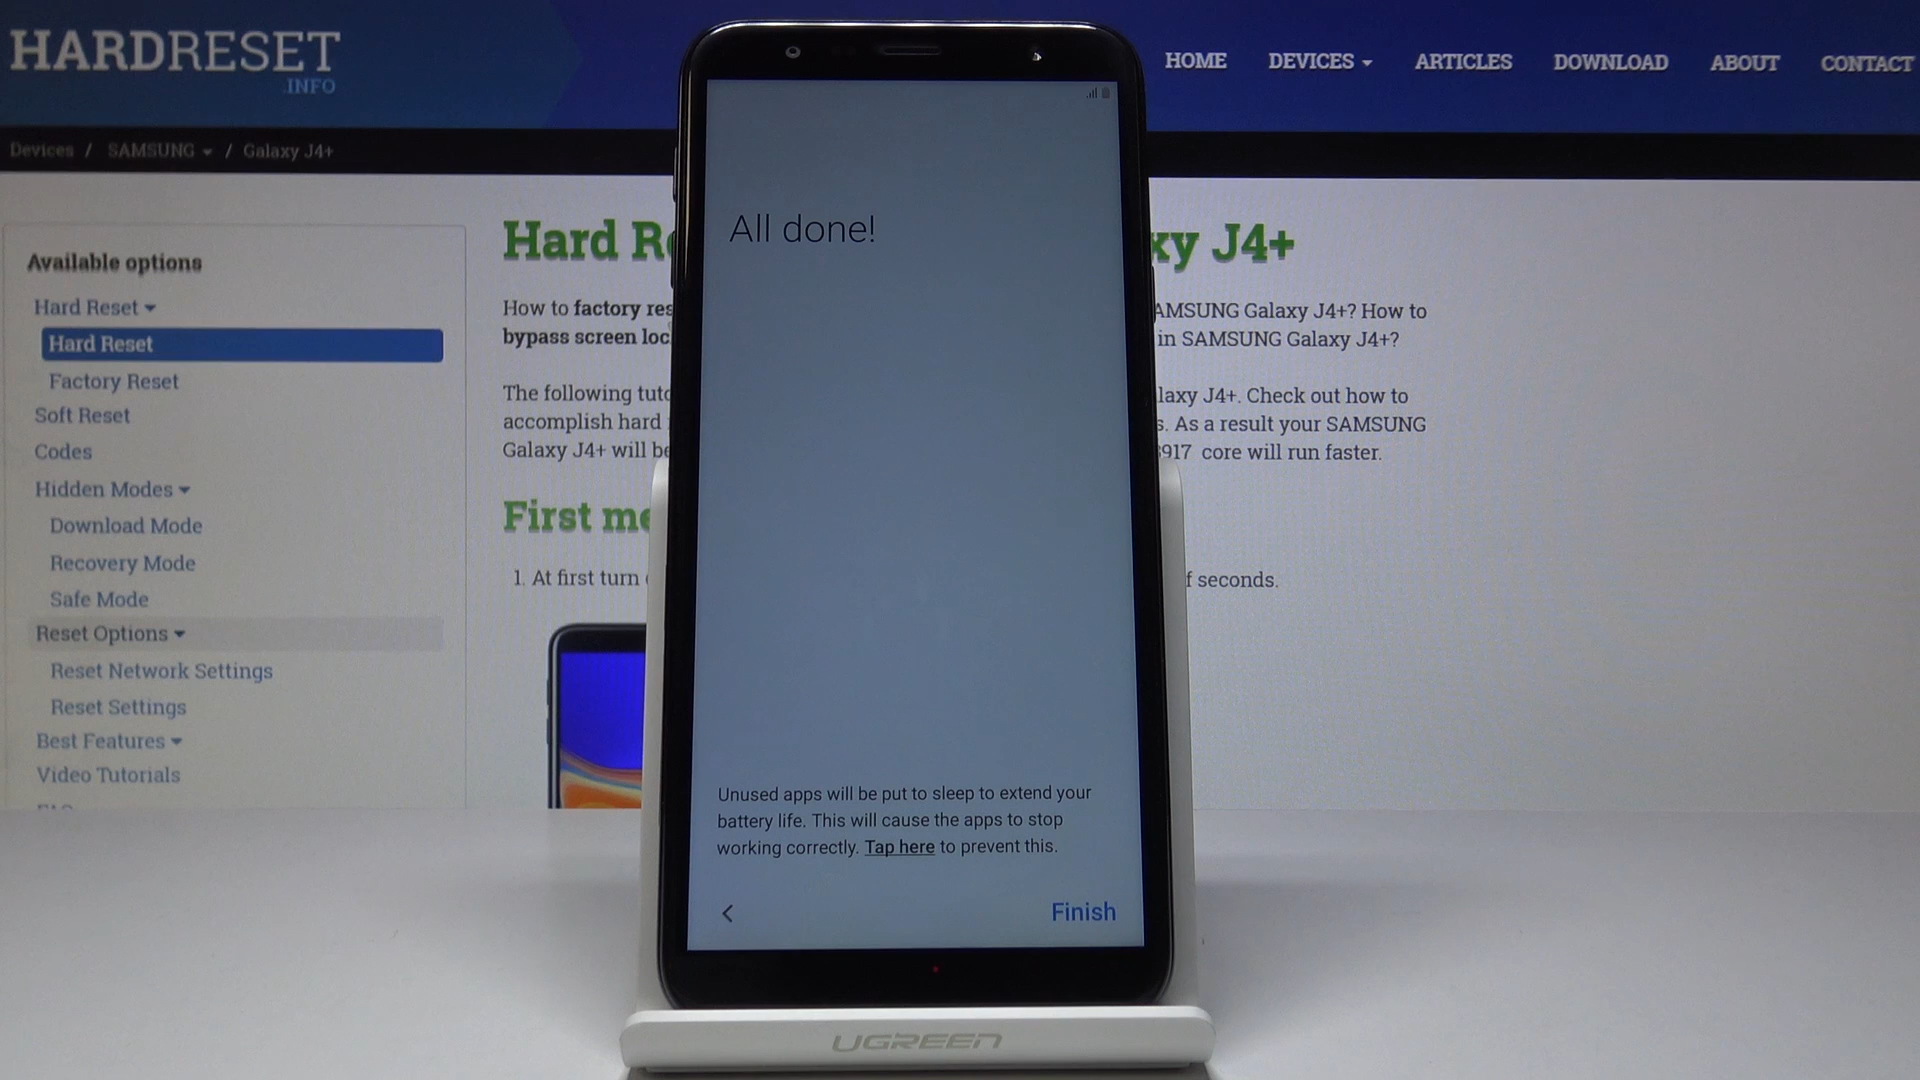 HARDRESET
.INFO
HOME DEVICES ARTICLES DOWNLOAD ABOUT CONTACT
Devices / SAMSUNG / Galaxy J4+
Available options
Hard Reset
Hard Reset
Factory Reset
Soft Reset
Codes
Hidden Modes
Download Mode
Recovery Mode
Safe Mode
Reset Options
Reset Network Settings
Reset Settings
Best Features
Video Tutorials
Hard Re
xy J4+
How to factory res
AMSUNG Galaxy J4+? How to
bypass screen loc
in SAMSUNG Galaxy J4+?
The following tuto
laxy J4+. Check out how to
accomplish hard
s. As a result your SAMSUNG
Galaxy J4+ will be
917 core will run faster.
First me
1. At first turn
f seconds.
All done!
Unused apps will be put to sleep to extend your
battery life. This will cause the apps to stop
working correctly. Tap here to prevent this.
< Finish
UGREEN